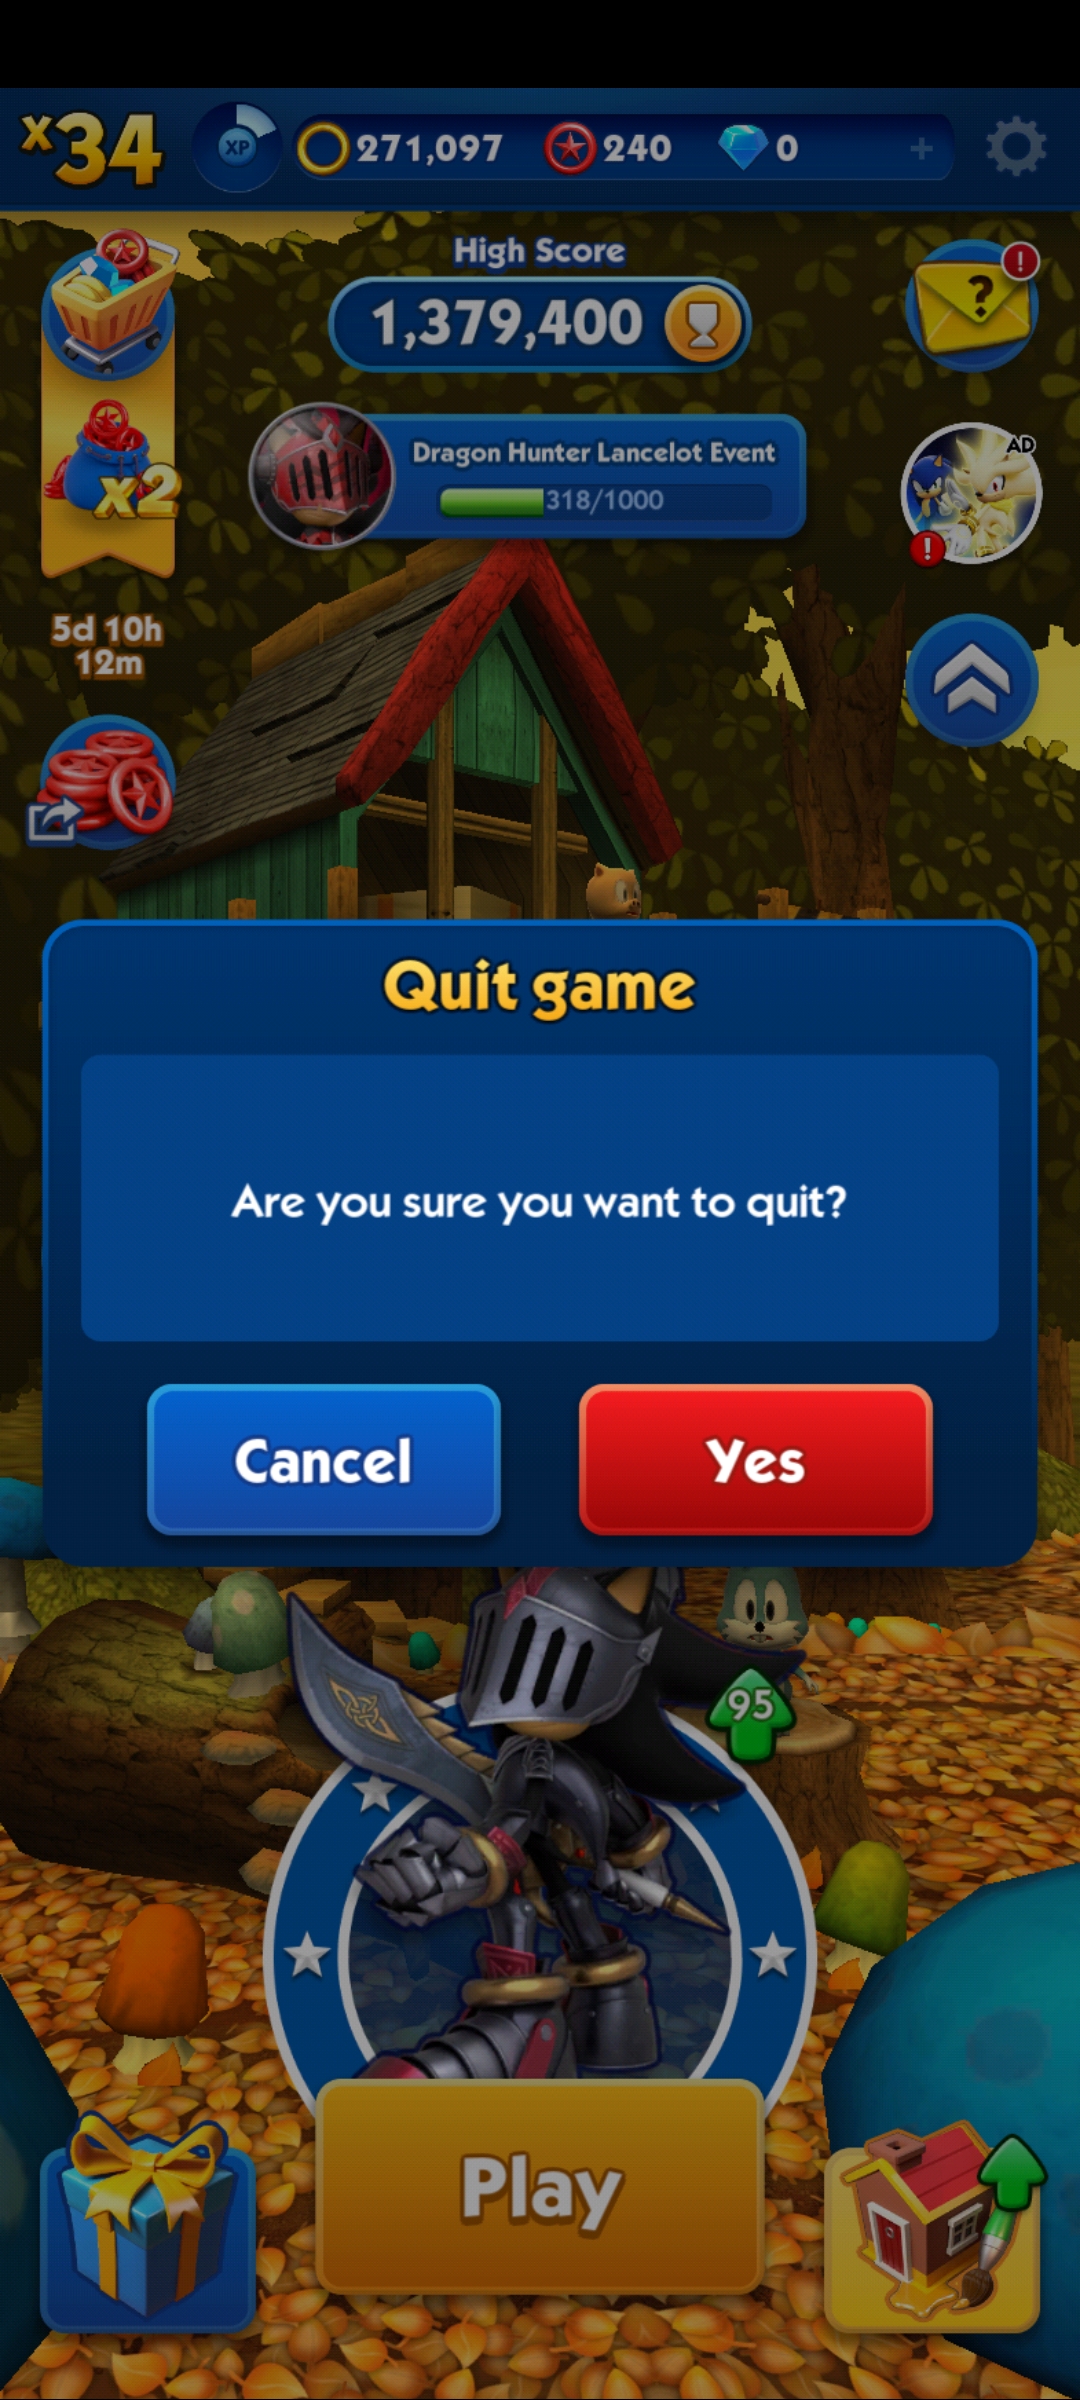 x34
XP
271,097
240
0
High Score
1,379,400
?
!
Dragon Hunter Lancelot Event
318/1000
AD
!
x2
5d 10h
12m
Quit game
Are you sure you want to quit?
Cancel
Yes
95
Play